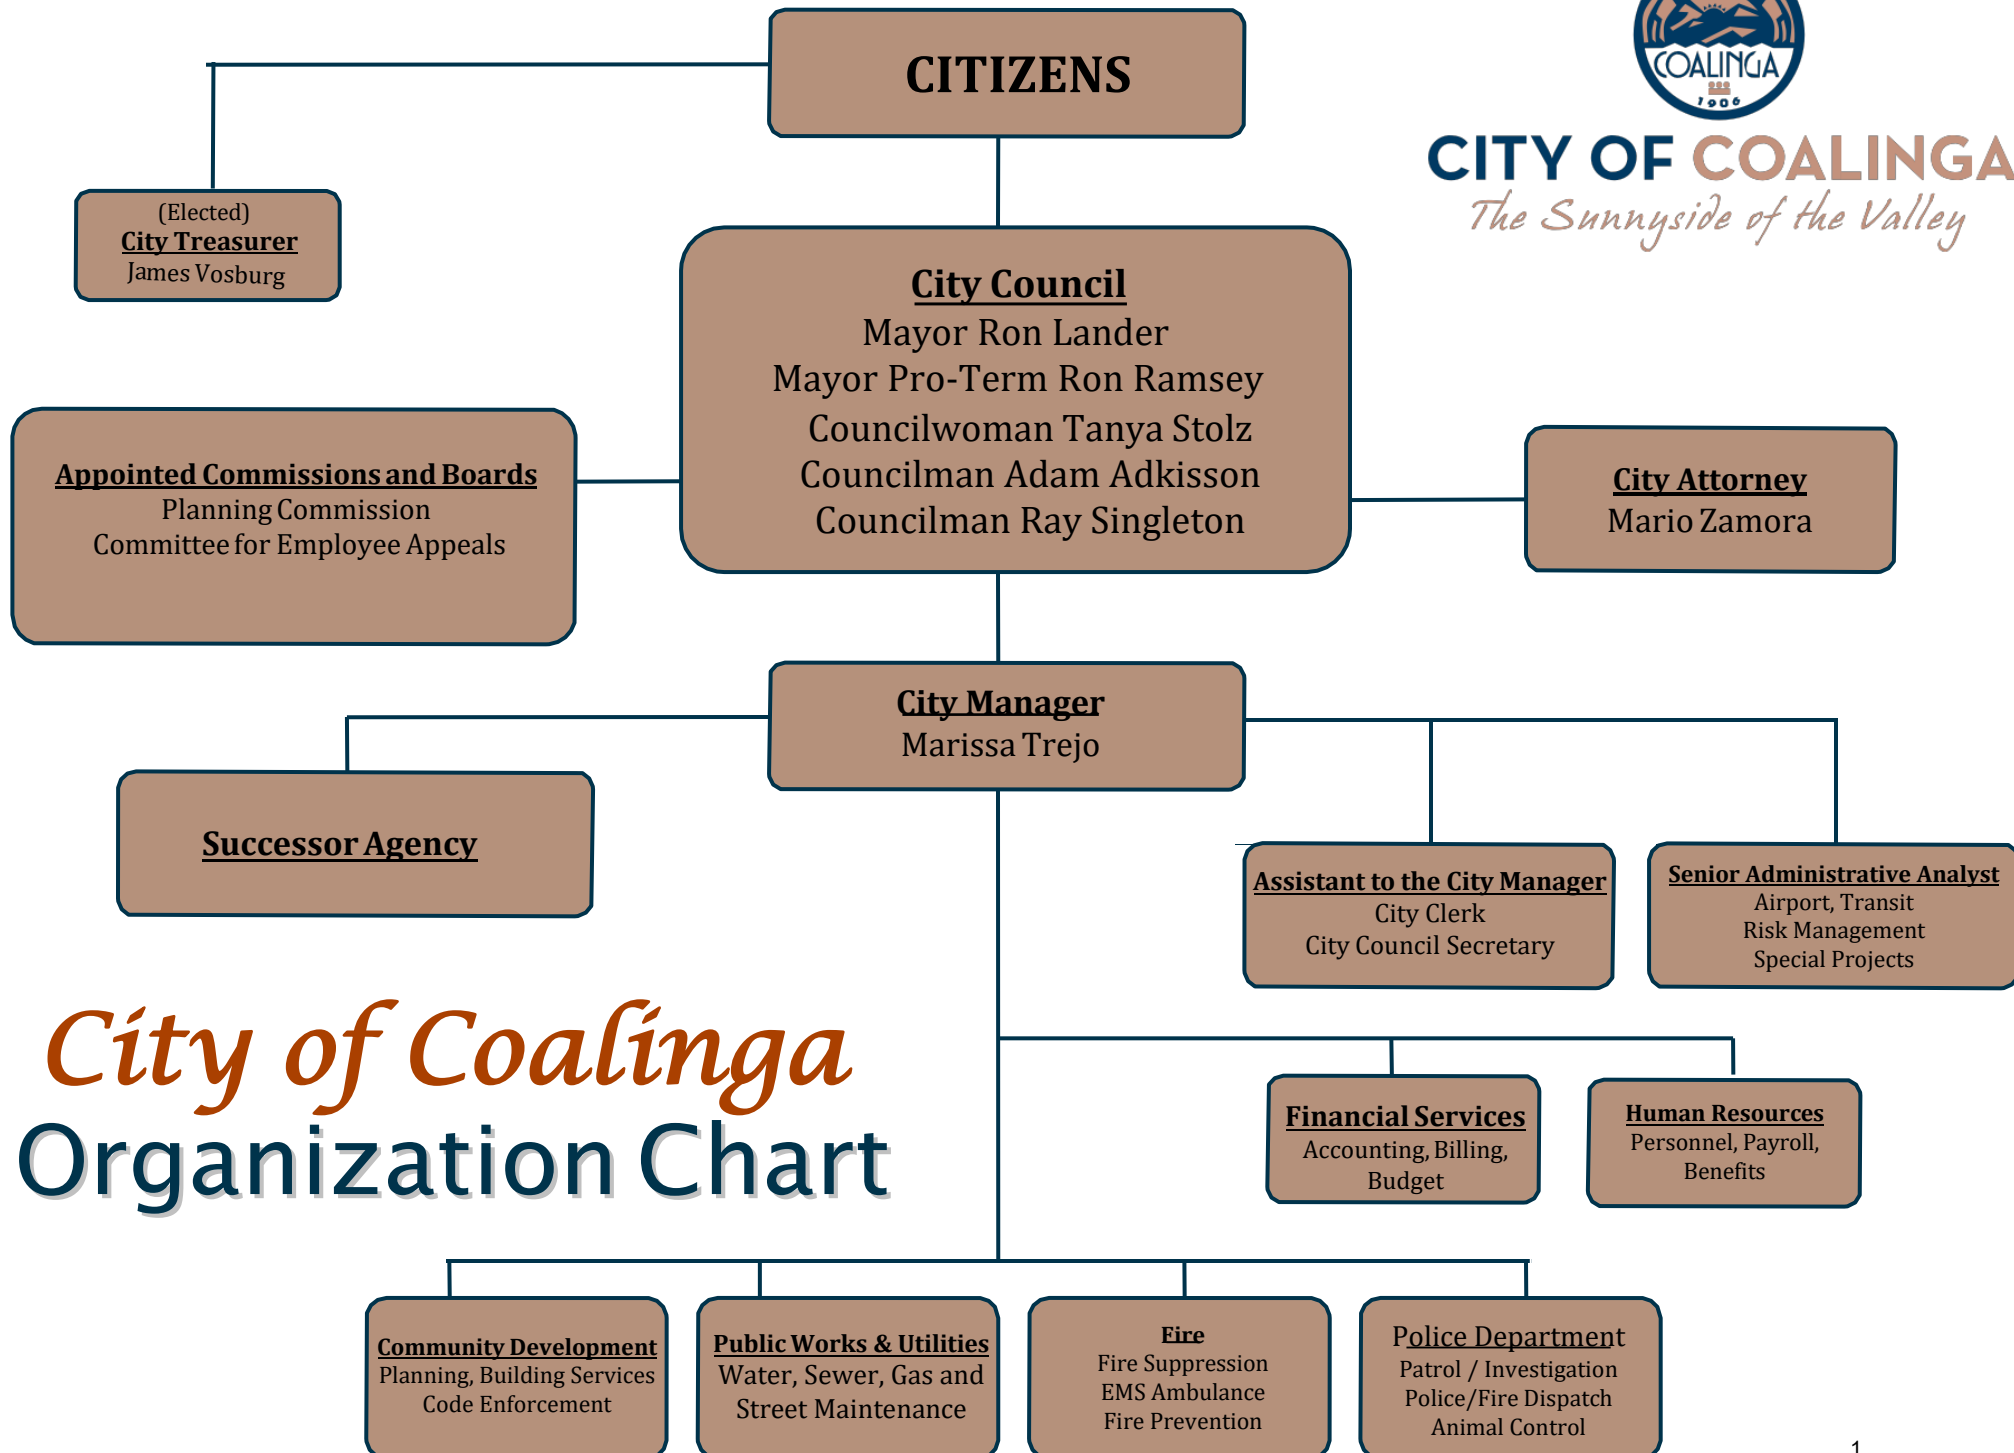 CITIZENS
COALINGA
1906
CITY OF COALINGA
The Sunnyside of the Valley
(Elected)
City Treasurer
James Vosburg
City Council
Mayor Ron Lander
Mayor Pro-Term Ron Ramsey
Councilwoman Tanya Stolz
Councilman Adam Adkisson
Councilman Ray Singleton
Appointed Commissions and Boards
Planning Commission
Committee for Employee Appeals
City Attorney
Mario Zamora
City Manager
Marissa Trejo
Successor Agency
Assistant to the City Manager
City Clerk
City Council Secretary
Senior Administrative Analyst
Airport, Transit
Risk Management
Special Projects
City of Coalinga
Organization Chart
Financial Services
Accounting, Billing,
Budget
Human Resources
Personnel, Payroll,
Benefits
Community Development
Planning, Building Services
Code Enforcement
Public Works & Utilities
Water, Sewer, Gas and
Street Maintenance
Fire
Fire Suppression
EMS Ambulance
Fire Prevention
Police Department
Patrol / Investigation
Police/Fire Dispatch
Animal Control
1